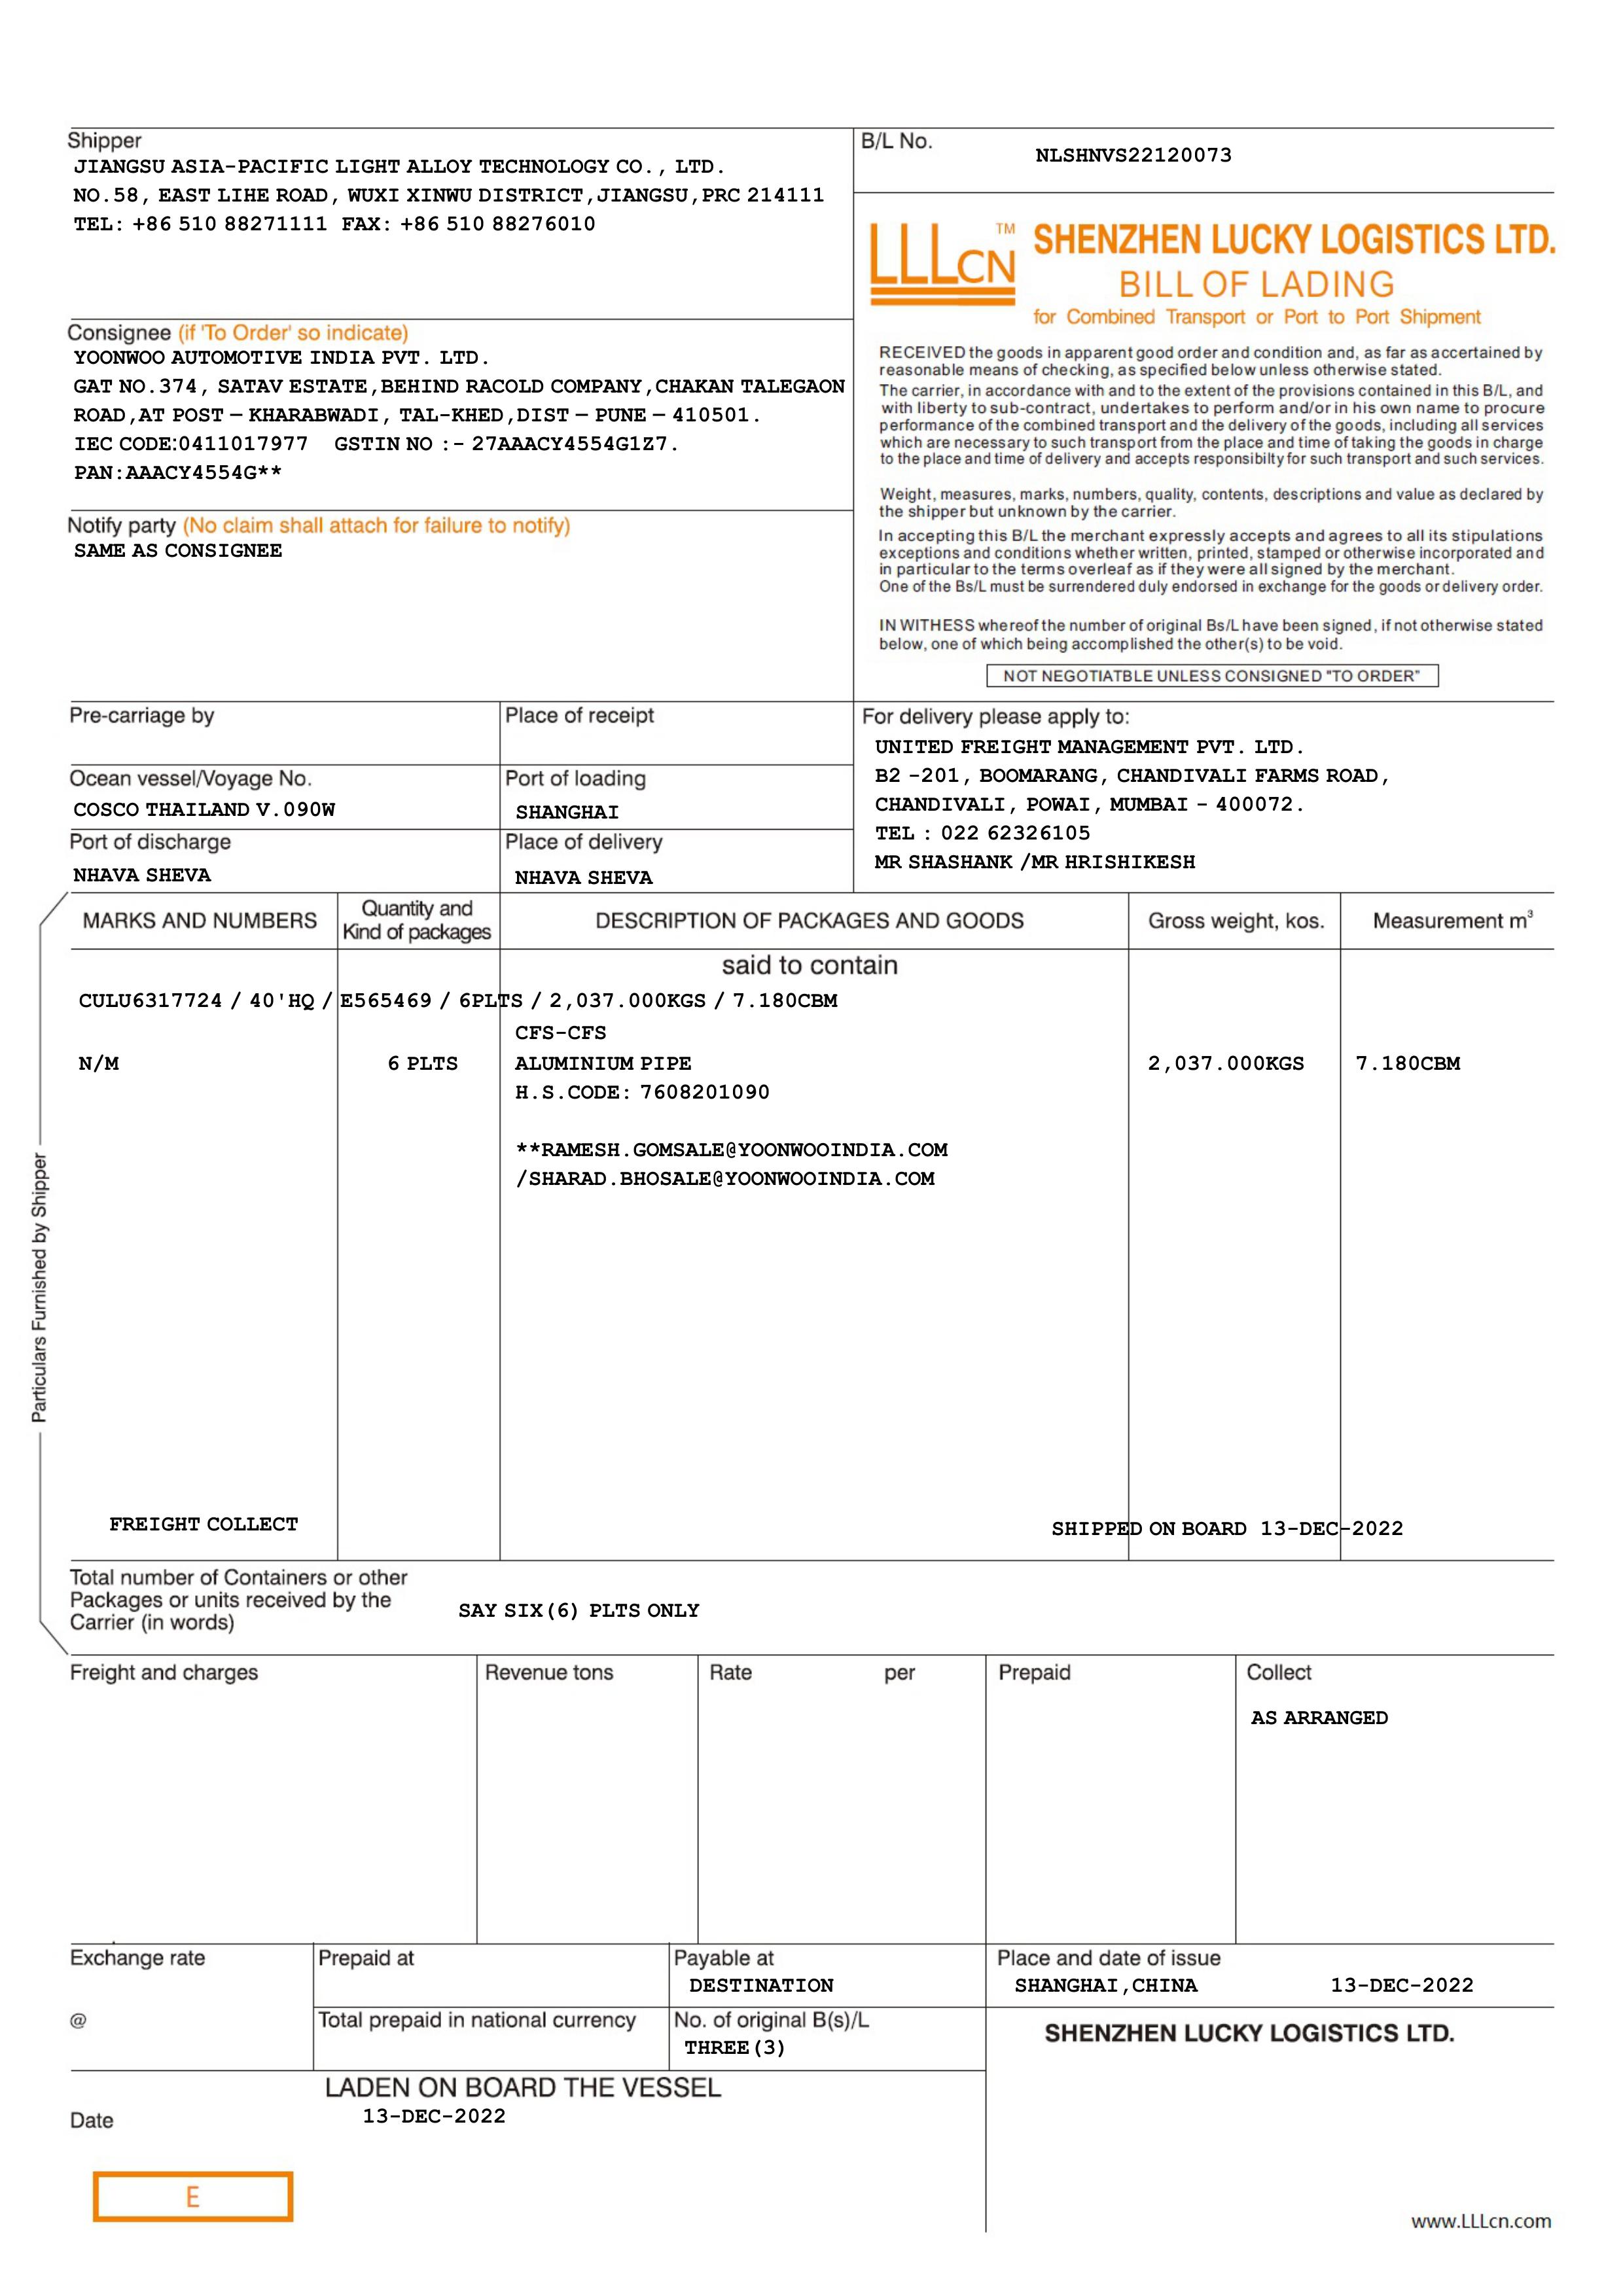 Shipper
JIANGSU ASIA-PACIFIC LIGHT ALLOY TECHNOLOGY CO., LTD.
NO.58, EAST LIHE ROAD, WUXI XINWU DISTRICT,JIANGSU,PRC 214111
TEL: +86 510 88271111 FAX: +86 510 88276010
B/L No.
NLSHNVS22120073
LLLCN TM
SHENZHEN LUCKY LOGISTICS LTD.
BILL OF LADING
for Combined Transport or Port to Port Shipment
Consignee (if 'To Order' so indicate)
YOONWOO AUTOMOTIVE INDIA PVT. LTD.
GAT NO.374, SATAV ESTATE,BEHIND RACOLD COMPANY,CHAKAN TALEGAON
ROAD,AT POST – KHARABWADI, TAL-KHED,DIST – PUNE – 410501.
IEC CODE:0411017977 GSTIN NO :- 27AAACY4554G1Z7.
PAN:AAACY4554G**
Notify party (No claim shall attach for failure to notify)
SAME AS CONSIGNEE
RECEIVED the goods in apparent good order and condition and, as far as accertained by
reasonable means of checking, as specified below unless otherwise stated.
The carrier, in accordance with and to the extent of the provisions contained in this B/L, and
with liberty to sub-contract, undertakes to perform and/or in his own name to procure
performance of the combined transport and the delivery of the goods, including all services
which are necessary to such transport from the place and time of taking the goods in charge
to the place and time of delivery and accepts responsibilty for such transport and such services.
Weight, measures, marks, numbers, quality, contents, descriptions and value as declared by
the shipper but unknown by the carrier.
In accepting this B/L the merchant expressly accepts and agrees to all its stipulations
exceptions and conditions whether written, printed, stamped or otherwise incorporated and
in particular to the terms overleaf as if they were all signed by the merchant.
One of the Bs/L must be surrendered duly endorsed in exchange for the goods or delivery order.
IN WITHESS whereof the number of original Bs/L have been signed, if not otherwise stated
below, one of which being accomplished the other(s) to be void.
NOT NEGOTIATBLE UNLESS CONSIGNED "TO ORDER"
Pre-carriage by
Place of receipt
Ocean vessel/Voyage No.
COSCO THAILAND V.090W
Port of loading
SHANGHAI
Port of discharge
NHAVA SHEVA
Place of delivery
NHAVA SHEVA
For delivery please apply to:
UNITED FREIGHT MANAGEMENT PVT. LTD.
B2 -201, BOOMARANG, CHANDIVALI FARMS ROAD,
CHANDIVALI, POWAI, MUMBAI - 400072.
TEL : 022 62326105
MR SHASHANK /MR HRISHIKESH
Particulars Furnished by Shipper
MARKS AND NUMBERS
Quantity and
Kind of packages
DESCRIPTION OF PACKAGES AND GOODS
Gross weight, kos.
Measurement m³
said to contain
CULU6317724 / 40'HQ / E565469 / 6PLTS / 2,037.000KGS / 7.180CBM
CFS-CFS
N/M 6 PLTS ALUMINIUM PIPE 2,037.000KGS 7.180CBM
H.S.CODE: 7608201090
**RAMESH.GOMSALE@YOONWOOINDIA.COM
/SHARAD.BHOSALE@YOONWOOINDIA.COM
FREIGHT COLLECT
SHIPPED ON BOARD 13-DEC-2022
Total number of Containers or other
Packages or units received by the
Carrier (in words)
SAY SIX(6) PLTS ONLY
Freight and charges
Revenue tons
Rate per
Prepaid
Collect
AS ARRANGED
Exchange rate
@
Prepaid at
Payable at
DESTINATION
Place and date of issue
SHANGHAI,CHINA 13-DEC-2022
Total prepaid in national currency
No. of original B(s)/L
THREE(3)
SHENZHEN LUCKY LOGISTICS LTD.
LADEN ON BOARD THE VESSEL
Date
13-DEC-2022
E
www.LLLcn.com